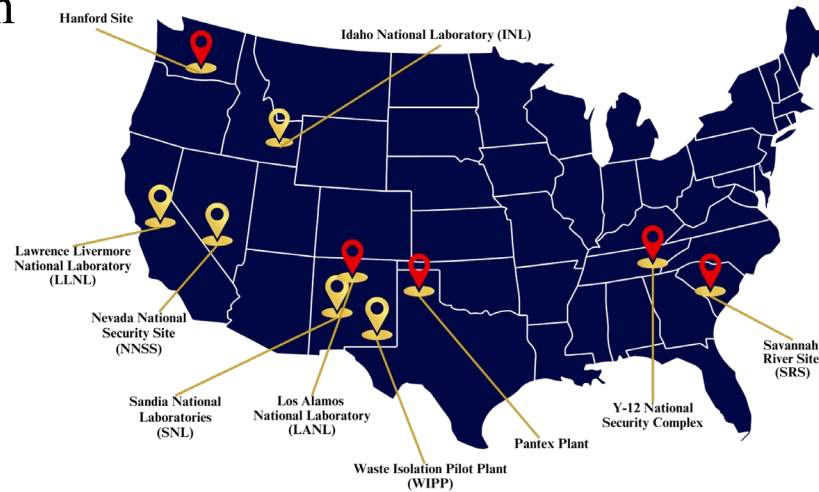 Hanford Site
Idaho National Laboratory (INL)
Lawrence Livermore
National Laboratory
(LLNL)
Nevada National
Security Site
(NNSS)
Sandia National
Laboratories
(SNL)
Los Alamos
National Laboratory
(LANL)
Waste Isolation Pilot Plant
(WIPP)
Pantex Plant
Y-12 National
Security Complex
Savannah
River Site
(SRS)